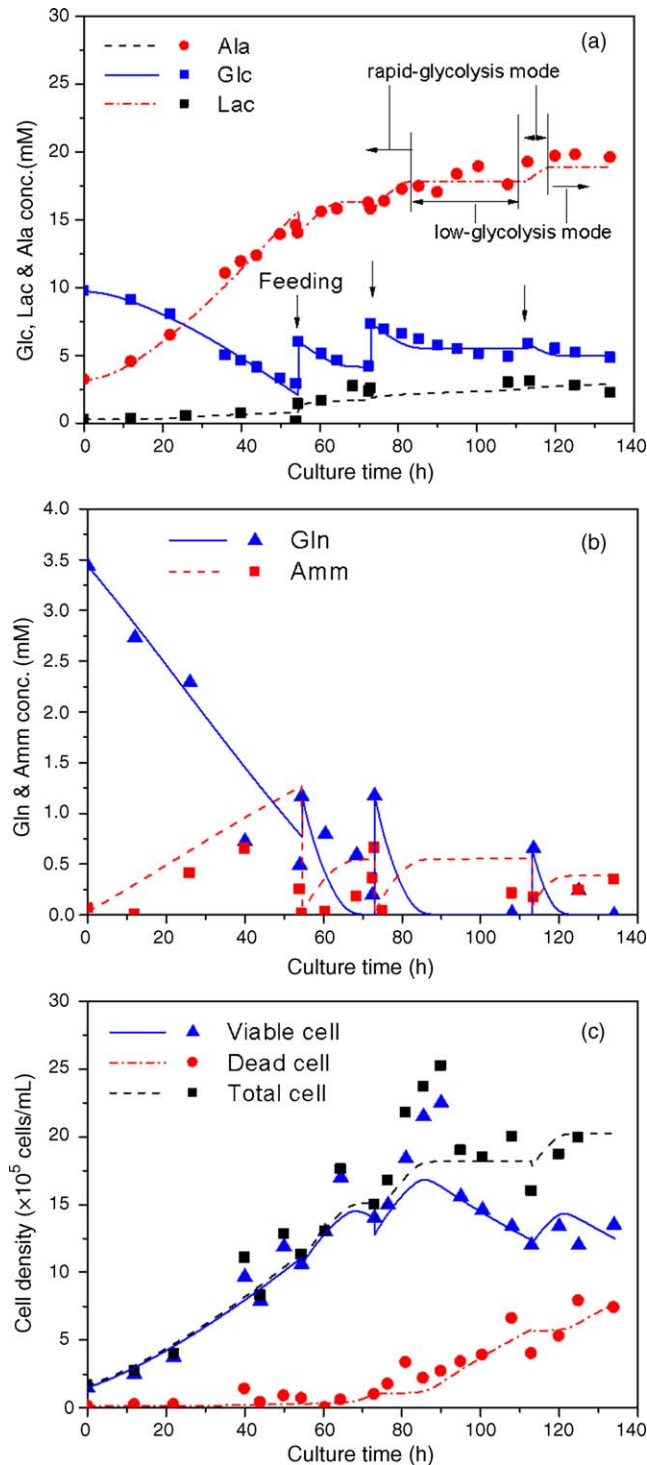 30
25
20
15
10
5
0
Glc, Lac & Ala conc.(mM)
Ala
Glc
Lac
(a)
rapid-glycolysis mode
low-glycolysis mode
Feeding
0 20 40 60 80 100 120 140
Culture time (h)
4.0
3.5
3.0
2.5
2.0
1.5
1.0
0.5
0.0
Gln & Amm conc. (mM)
Gln
Amm
(b)
0 20 40 60 80 100 120 140
Culture time (h)
30
25
20
15
10
5
0
Cell density (×10⁵ cells/mL)
Viable cell
Dead cell
Total cell
(c)
0 20 40 60 80 100 120 140
Culture time (h)